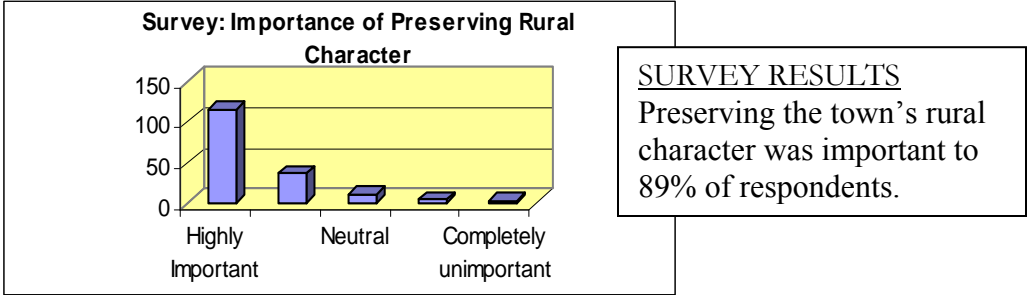 Survey: Importance of Preserving Rural
Character
150
100
50
0
Highly
Important
Neutral
Completely
unimportant
SURVEY RESULTS
Preserving the town’s rural
character was important to
89% of respondents.